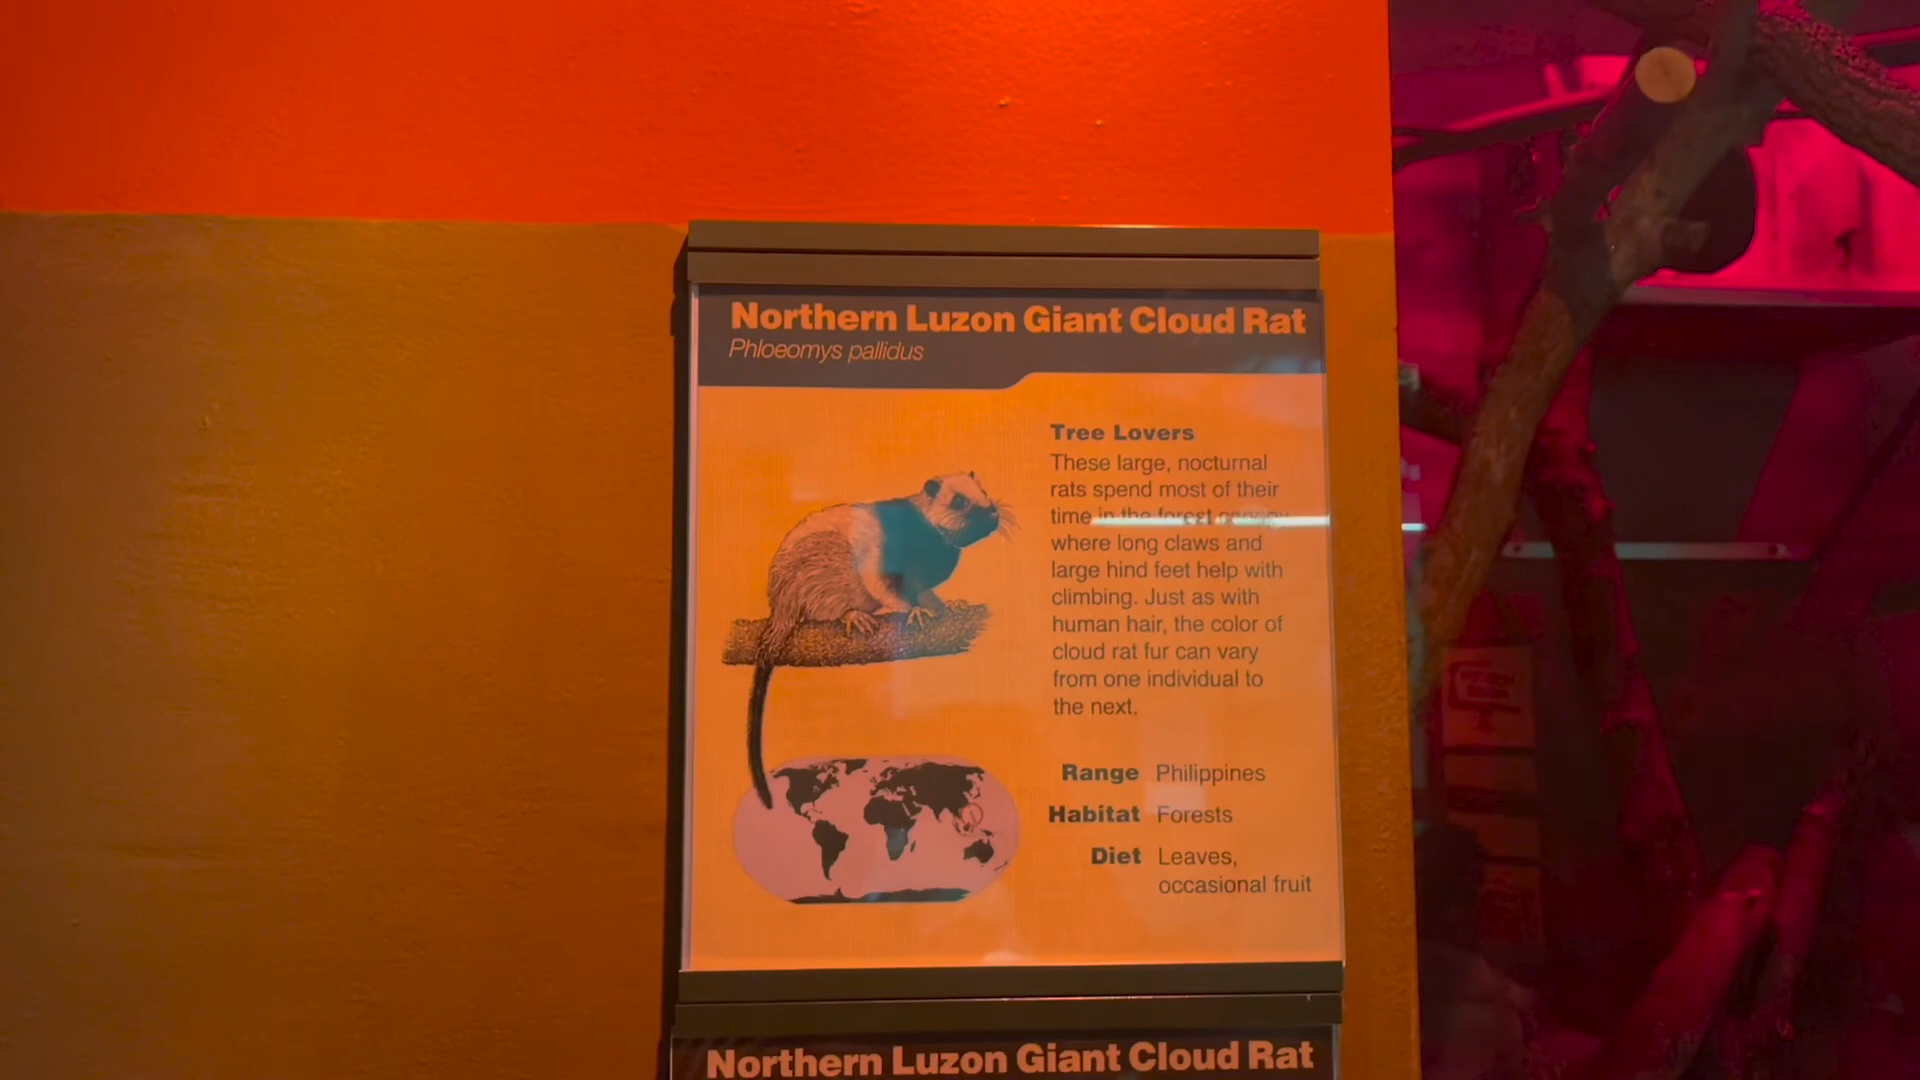 Northern Luzon Giant Cloud Rat
Phloeomys pallidus
Tree Lovers
These large, nocturnal
rats spend most of their
time in the forest canopy
where long claws and
large hind feet help with
climbing. Just as with
human hair, the color of
cloud rat fur can vary
from one individual to
the next.
Range Philippines
Habitat Forests
Diet Leaves,
occasional fruit
Northern Luzon Giant Cloud Rat